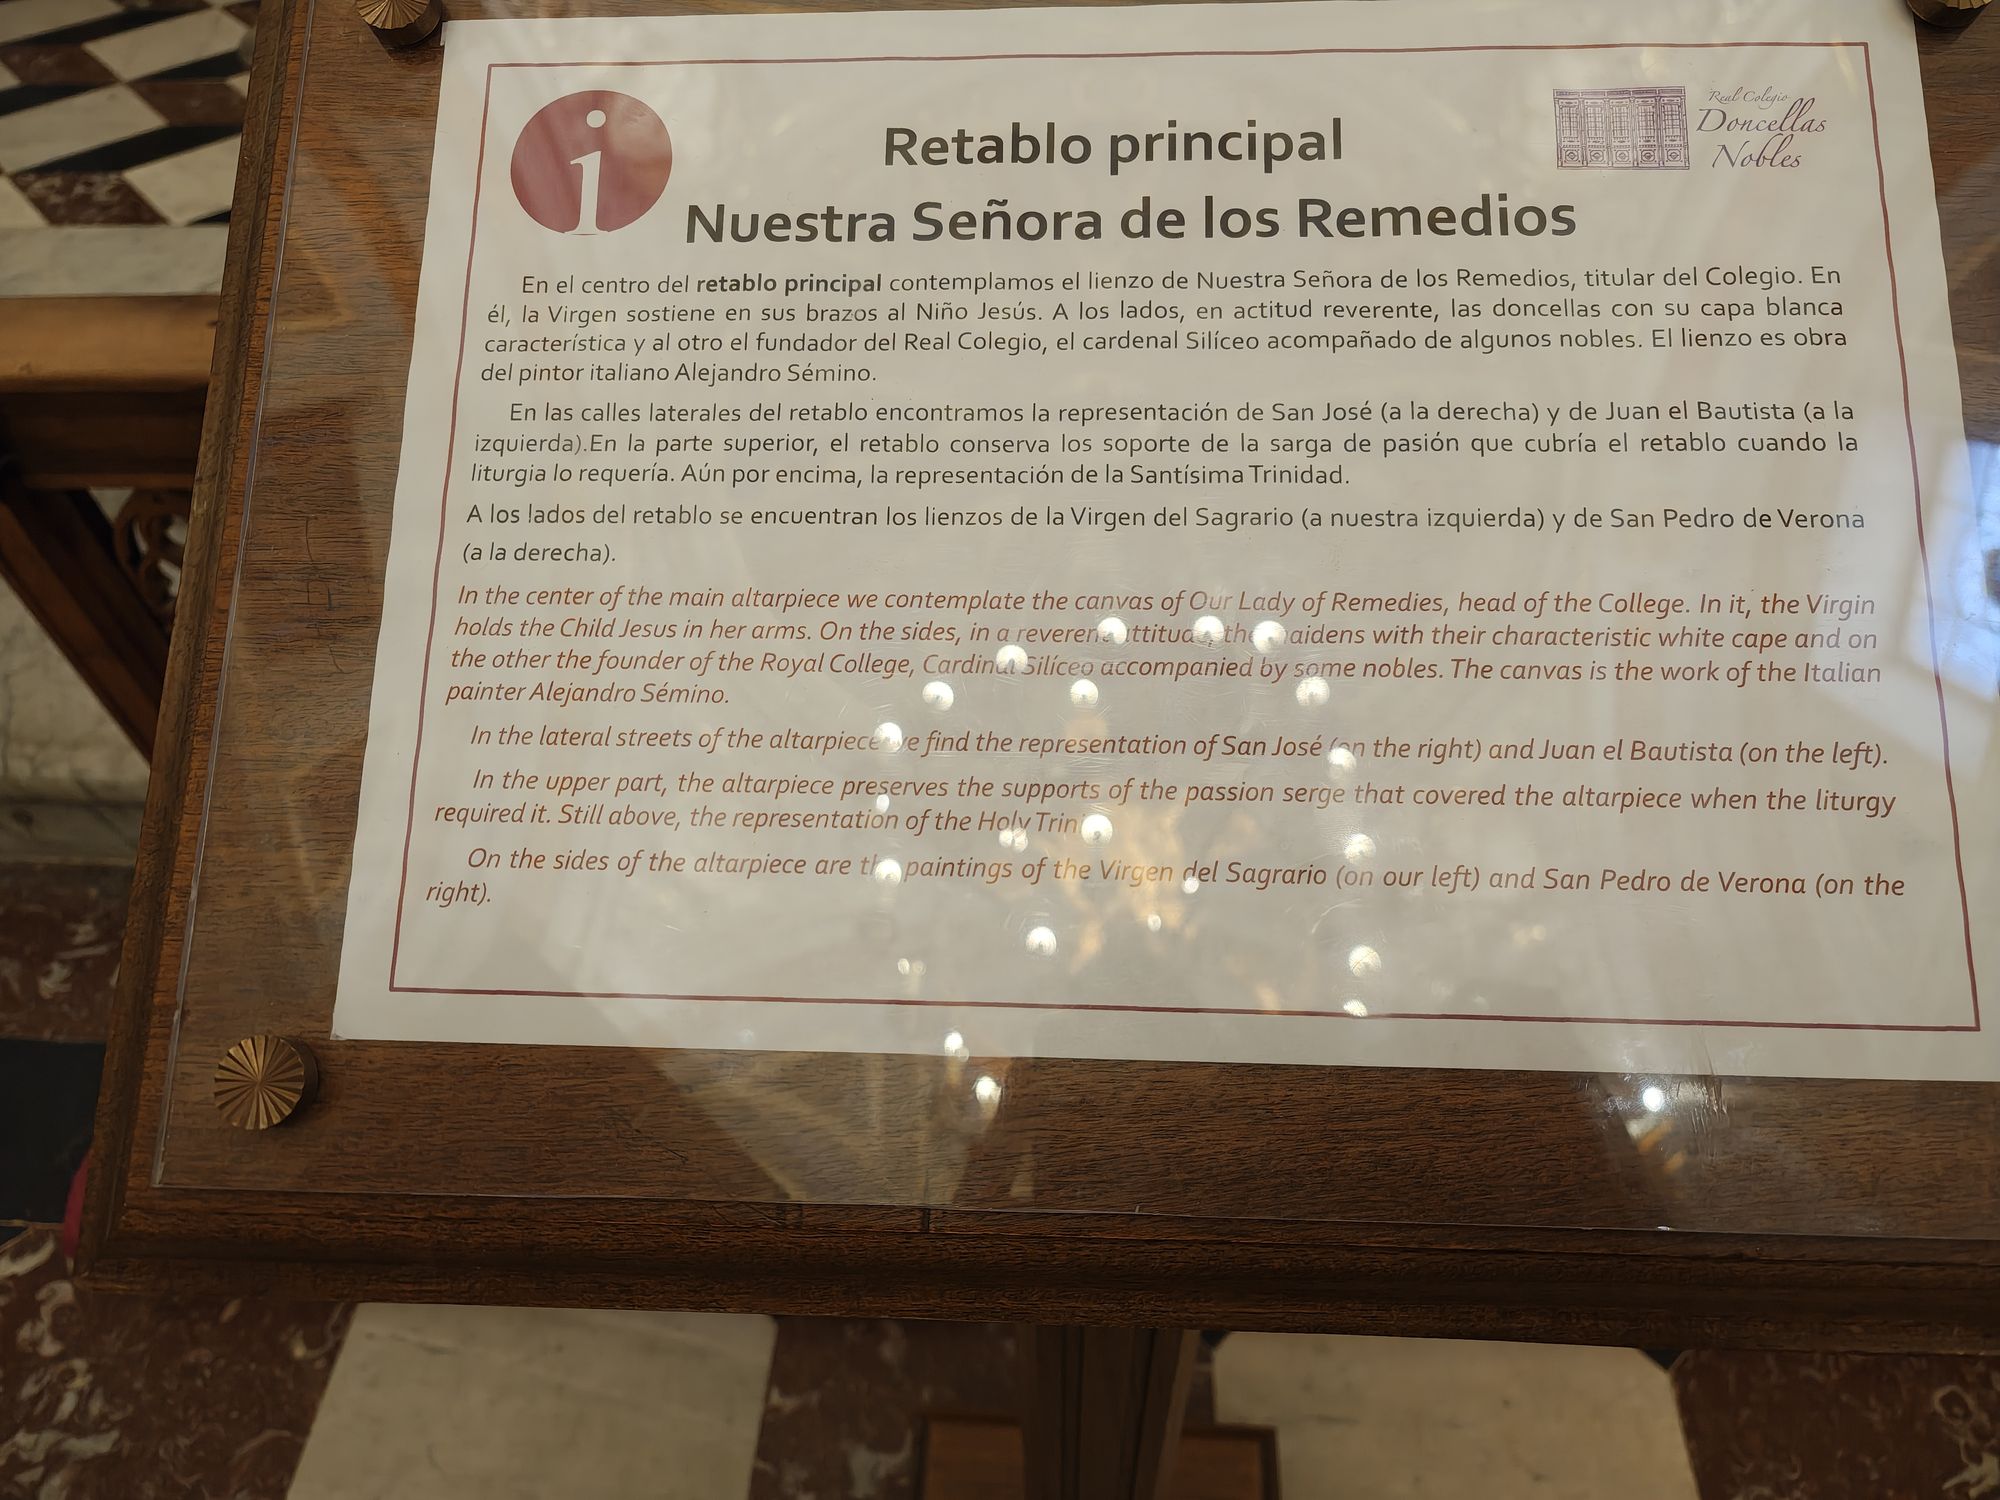 i
Real Colegio
Doncellas
Nobles
Retablo principal
Nuestra Señora de los Remedios
En el centro del retablo principal contemplamos el lienzo de Nuestra Señora de los Remedios, titular del Colegio. En
él, la Virgen sostiene en sus brazos al Niño Jesús. A los lados, en actitud reverente, las doncellas con su capa blanca
característica y al otro el fundador del Real Colegio, el cardenal Silíceo acompañado de algunos nobles. El lienzo es obra
del pintor italiano Alejandro Sémino.
En las calles laterales del retablo encontramos la representación de San José (a la derecha) y de Juan el Bautista (a la
izquierda).En la parte superior, el retablo conserva los soporte de la sarga de pasión que cubría el retablo cuando la
liturgia lo requería. Aún por encima, la representación de la Santísima Trinidad.
A los lados del retablo se encuentran los lienzos de la Virgen del Sagrario (a nuestra izquierda) y de San Pedro de Verona
(a la derecha).
In the center of the main altarpiece we contemplate the canvas of Our Lady of Remedies, head of the College. In it, the Virgin
holds the Child Jesus in her arms. On the sides, in a reverent attitude, the maidens with their characteristic white cape and on
the other the founder of the Royal College, Cardinal Silíceo accompanied by some nobles. The canvas is the work of the Italian
painter Alejandro Sémino.
In the lateral streets of the altarpiece we find the representation of San José (on the right) and Juan el Bautista (on the left).
In the upper part, the altarpiece preserves the supports of the passion serge that covered the altarpiece when the liturgy
required it. Still above, the representation of the Holy Trinity.
On the sides of the altarpiece are the paintings of the Virgen del Sagrario (on our left) and San Pedro de Verona (on the
right).